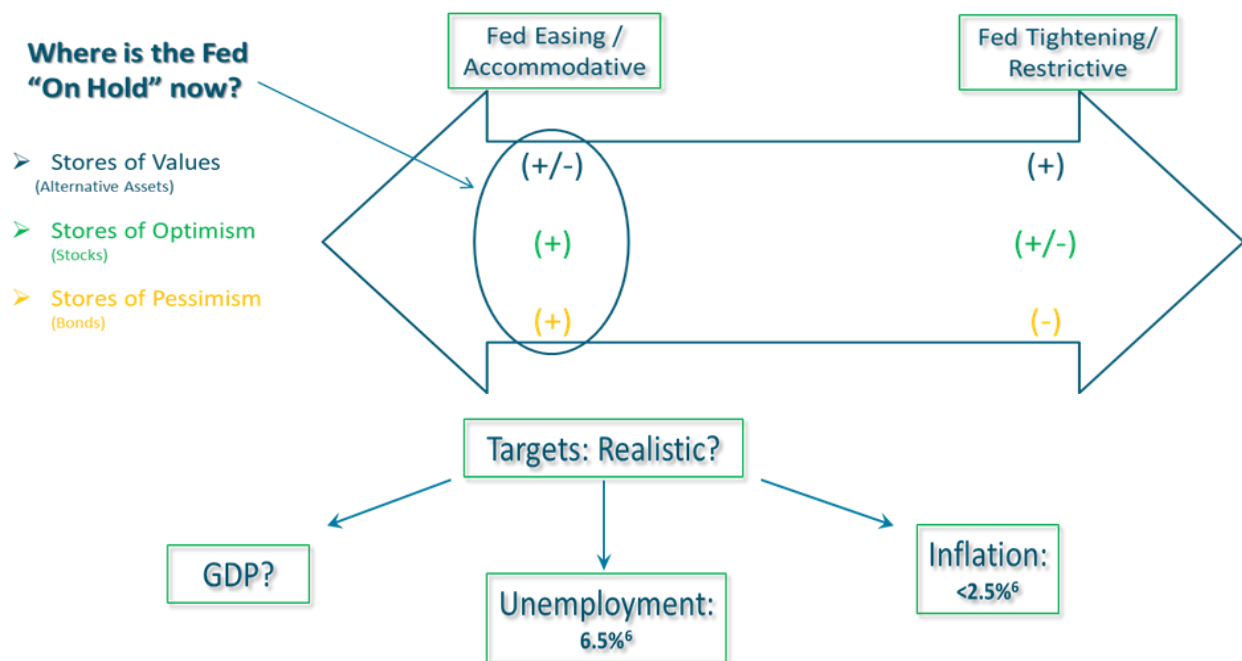 Where is the Fed
“On Hold” now?
Fed Easing /
Accommodative
Fed Tightening/
Restrictive
➢ Stores of Values
(Alternative Assets)
(+/-)
(+)
➢ Stores of Optimism
(Stocks)
(+)
(+/-)
➢ Stores of Pessimism
(Bonds)
(+)
(-)
Targets: Realistic?
GDP?
Unemployment:
6.5%⁶
Inflation:
<2.5%⁶